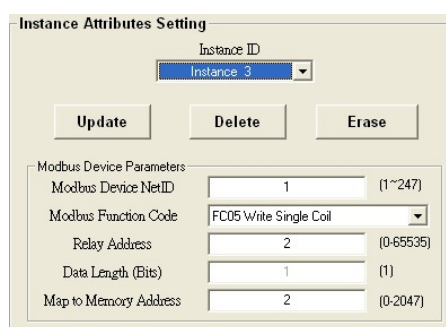 Instance Attributes Setting
Instance ID
Instance 3
Update Delete Erase
Modbus Device Parameters
Modbus Device NetID 1 (1~247)
Modbus Function Code FC05 Write Single Coil
Relay Address 2 (0-65535)
Data Length (Bits) 1 (1)
Map to Memory Address 2 (0-2047)